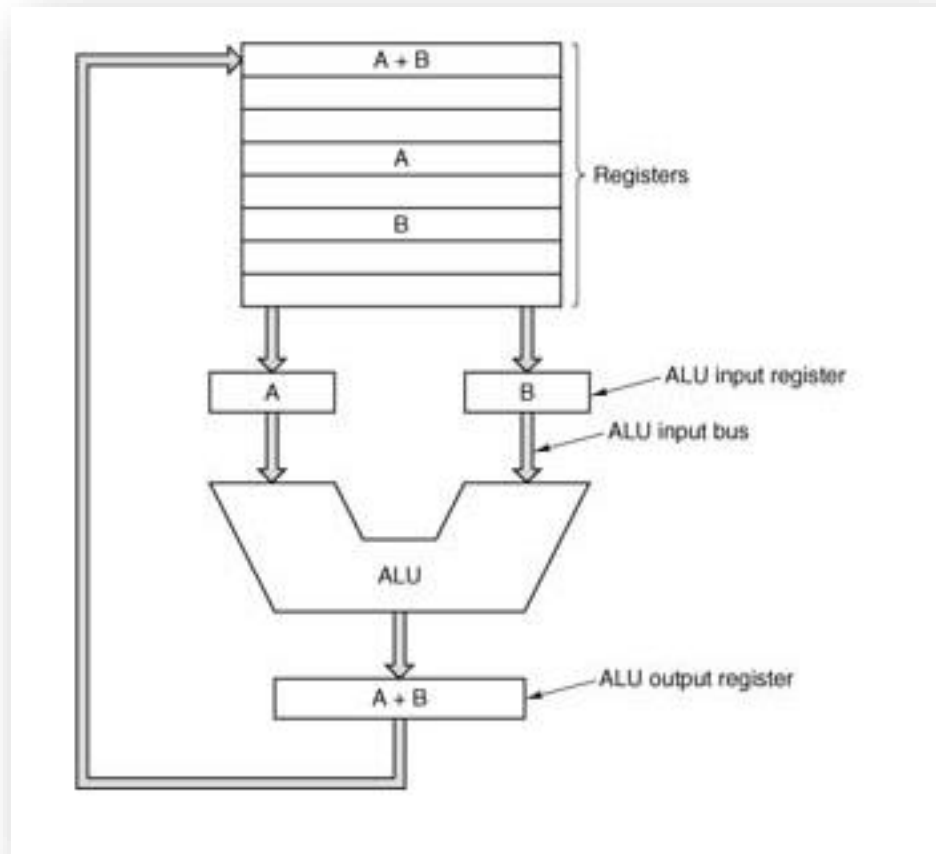 A + B
A
Registers
B
A
B
ALU input register
ALU input bus
ALU
A + B
ALU output register